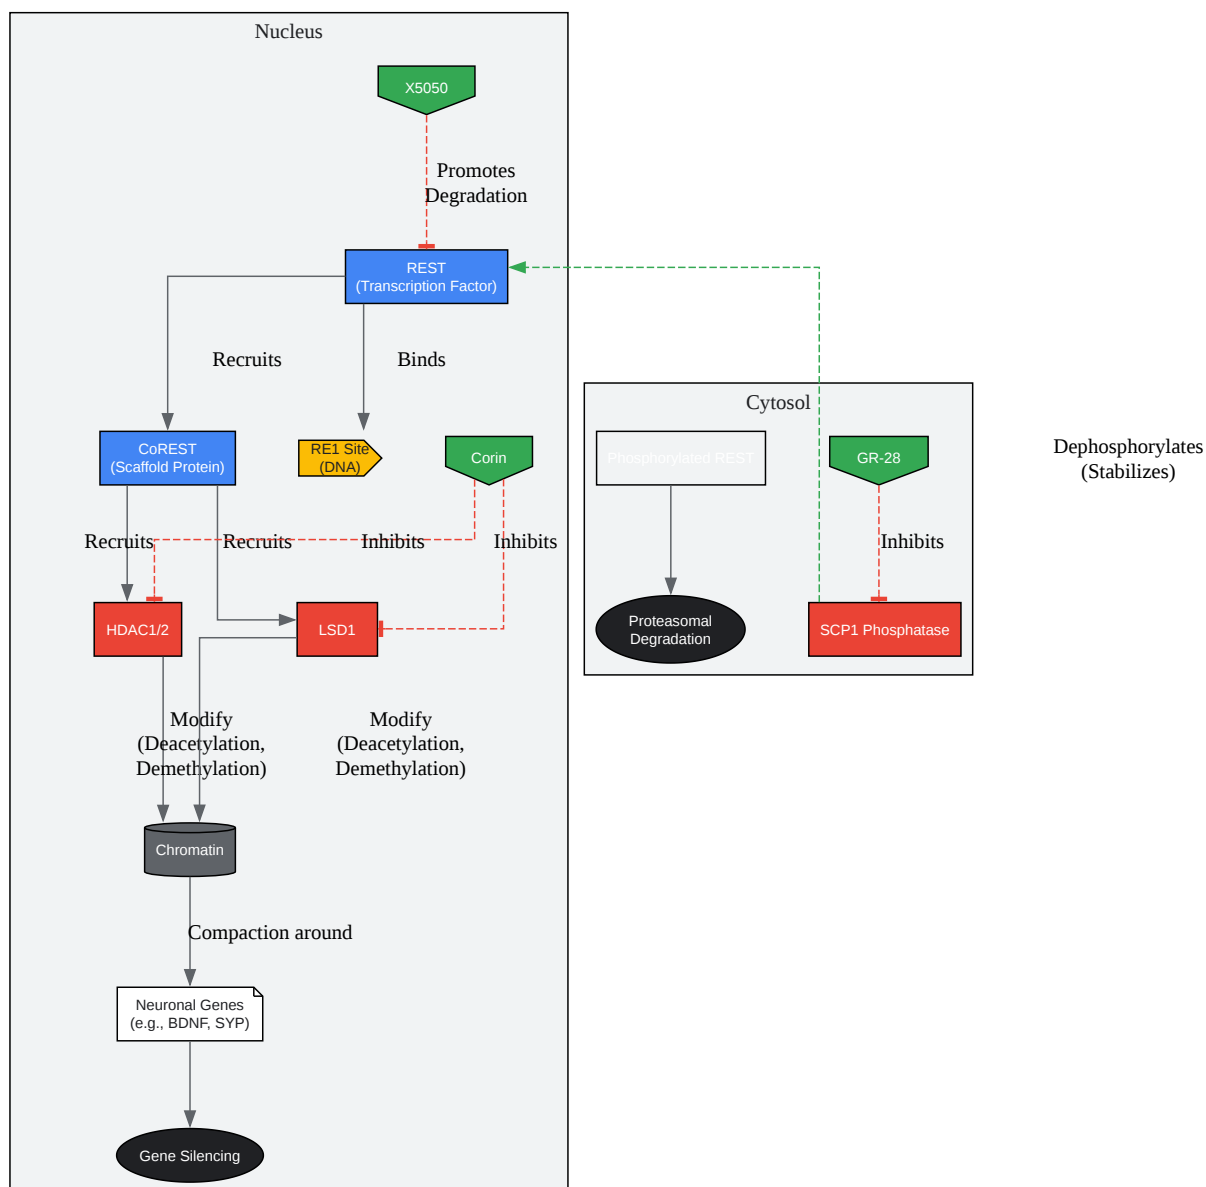 Nucleus
X5050
Promotes
Degradation
REST
(Transcription Factor)
Recruits
Binds
Cytosol
CoREST
(Scaffold Protein)
RE1 Site
(DNA)
Corin
Phosphorylated REST
GR-28
Dephosphorylates
(Stabilizes)
Recruits
Recruits
Inhibits
Inhibits
Inhibits
HDAC1/2
LSD1
Proteasomal
Degradation
SCP1 Phosphatase
Modify
(Deacetylation,
Demethylation)
Modify
(Deacetylation,
Demethylation)
Chromatin
Compaction around
Neuronal Genes
(e.g., BDNF, SYP)
Gene Silencing